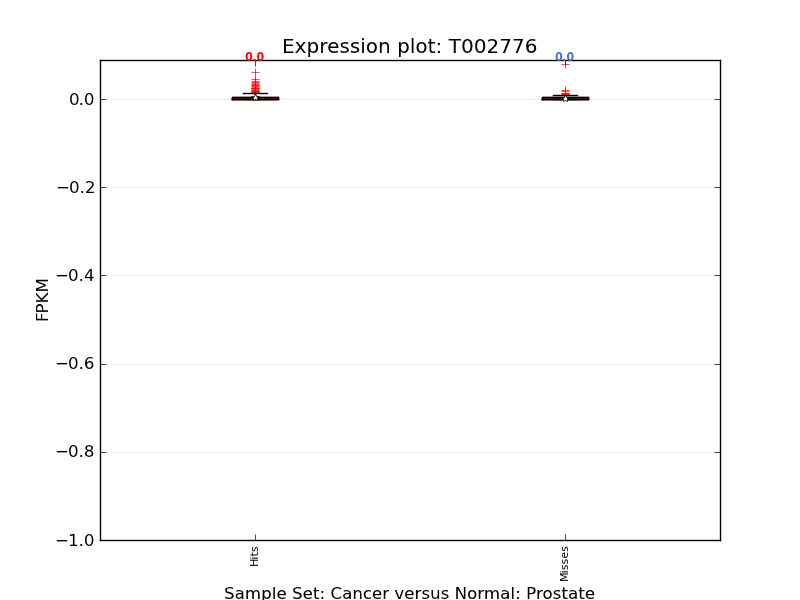 Expression plot: T002776
0.0 0.0
0.0
−0.2
−0.4
−0.6
−0.8
−1.0
FPKM
Hits Misses
Sample Set: Cancer versus Normal: Prostate